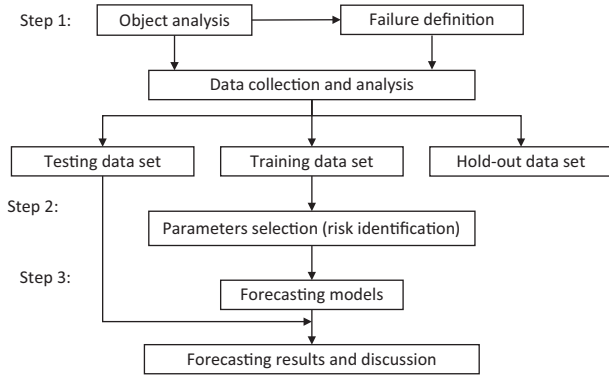 Step 1:
Object analysis
Failure definition
Data collection and analysis
Testing data set
Training data set
Hold-out data set
Step 2:
Parameters selection (risk identification)
Step 3:
Forecasting models
Forecasting results and discussion